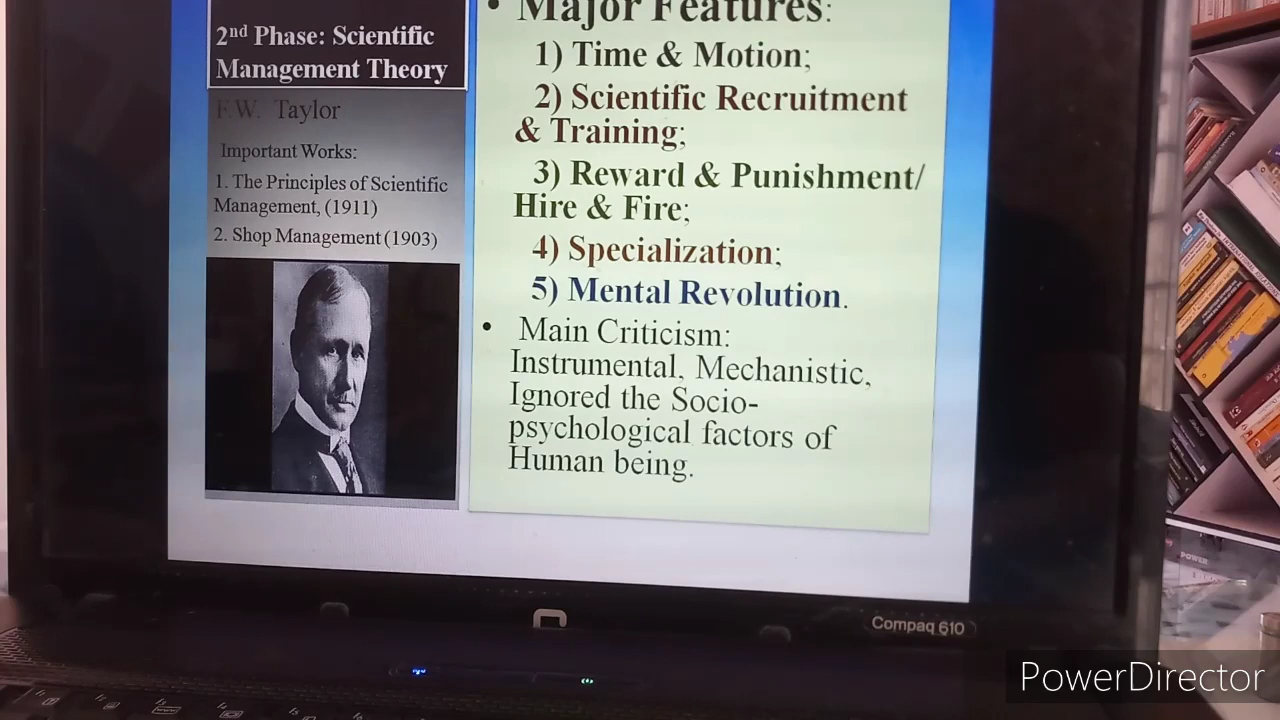 2nd Phase: Scientific
Management Theory
F.W. Taylor
Important Works:
1. The Principles of Scientific
Management, (1911)
2. Shop Management (1903)
• Major Features:
1) Time & Motion;
2) Scientific Recruitment
& Training;
3) Reward & Punishment/
Hire & Fire;
4) Specialization;
5) Mental Revolution.
• Main Criticism:
Instrumental, Mechanistic,
Ignored the Socio-
psychological factors of
Human being.
Compaq 610
POWER
PowerDirector